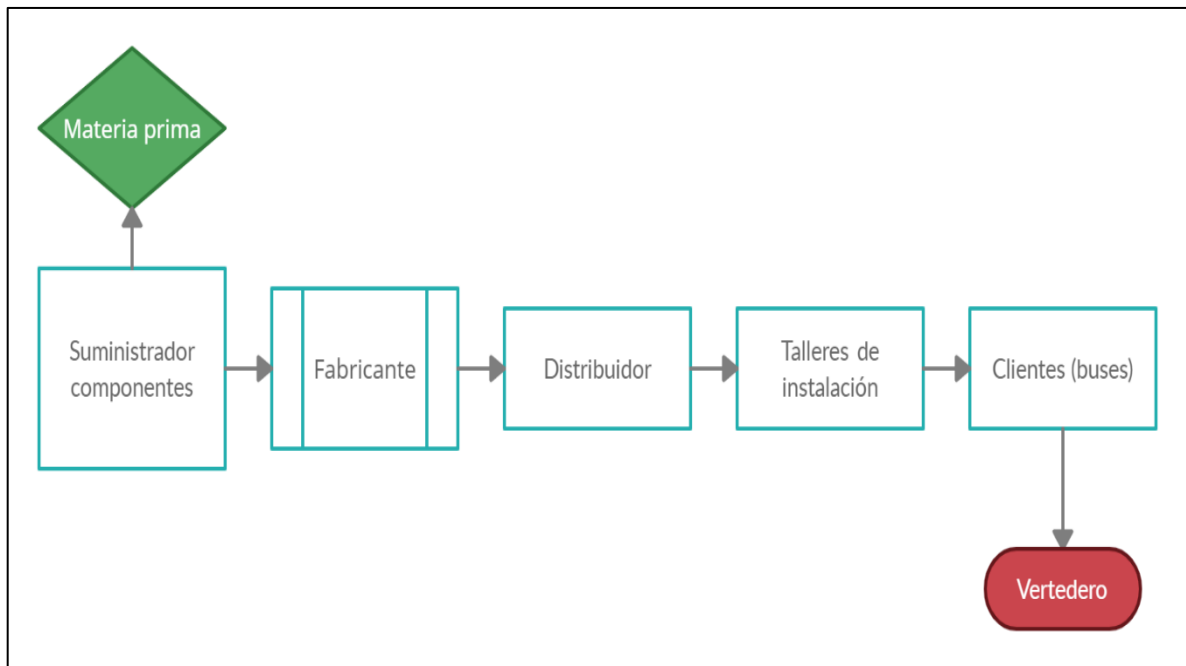 Materia prima
Suministrador
componentes
Fabricante
Distribuidor
Talleres de
instalación
Clientes (buses)
Vertedero